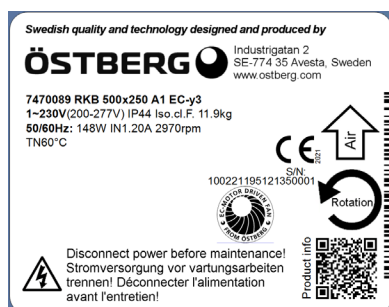 Swedish quality and technology designed and produced by
ÖSTBERG
Industrigatan 2
SE-774 35 Avesta, Sweden
www.ostberg.com
7470089 RKB 500x250 A1 EC-y3
1~230V(200-277V) IP44 Iso.cl.F. 11.9kg
50/60Hz: 148W IN1.20A 2970rpm
TN60°C
CE
2021
Air
S/N:
100221195121350001
EC-MOTOR DRIVEN FAN
FROM ÖSTBERG
Rotation
Product info
Disconnect power before maintenance!
Stromversorgung vor vartungsarbeiten
trennen! Déconnecter l'alimentation
avant l'entretien!